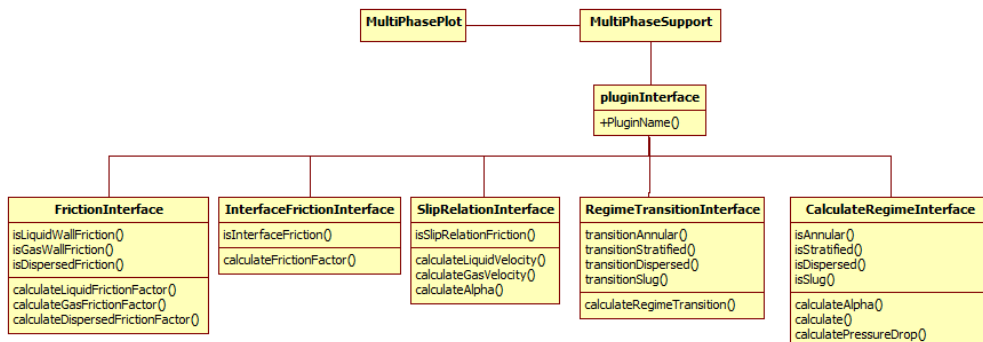 MultiPhasePlot
MultiPhaseSupport
pluginInterface
+PluginName()
FrictionInterface
isLiquidWallFriction()
isGasWallFriction()
isDispersedFriction()
calculateLiquidFrictionFactor()
calculateGasFrictionFactor()
calculateDispersedFrictionFactor()
InterfaceFrictionInterface
isInterfaceFriction()
calculateFrictionFactor()
SlipRelationInterface
isSlipRelationFriction()
calculateLiquidVelocity()
calculateGasVelocity()
calculateAlpha()
RegimeTransitionInterface
transitionAnnular()
transitionStratified()
transitionDispersed()
transitionSlug()
calculateRegimeTransition()
CalculateRegimeInterface
isAnnular()
isStratified()
isDispersed()
isSlug()
calculateAlpha()
calculate()
calculatePressureDrop()